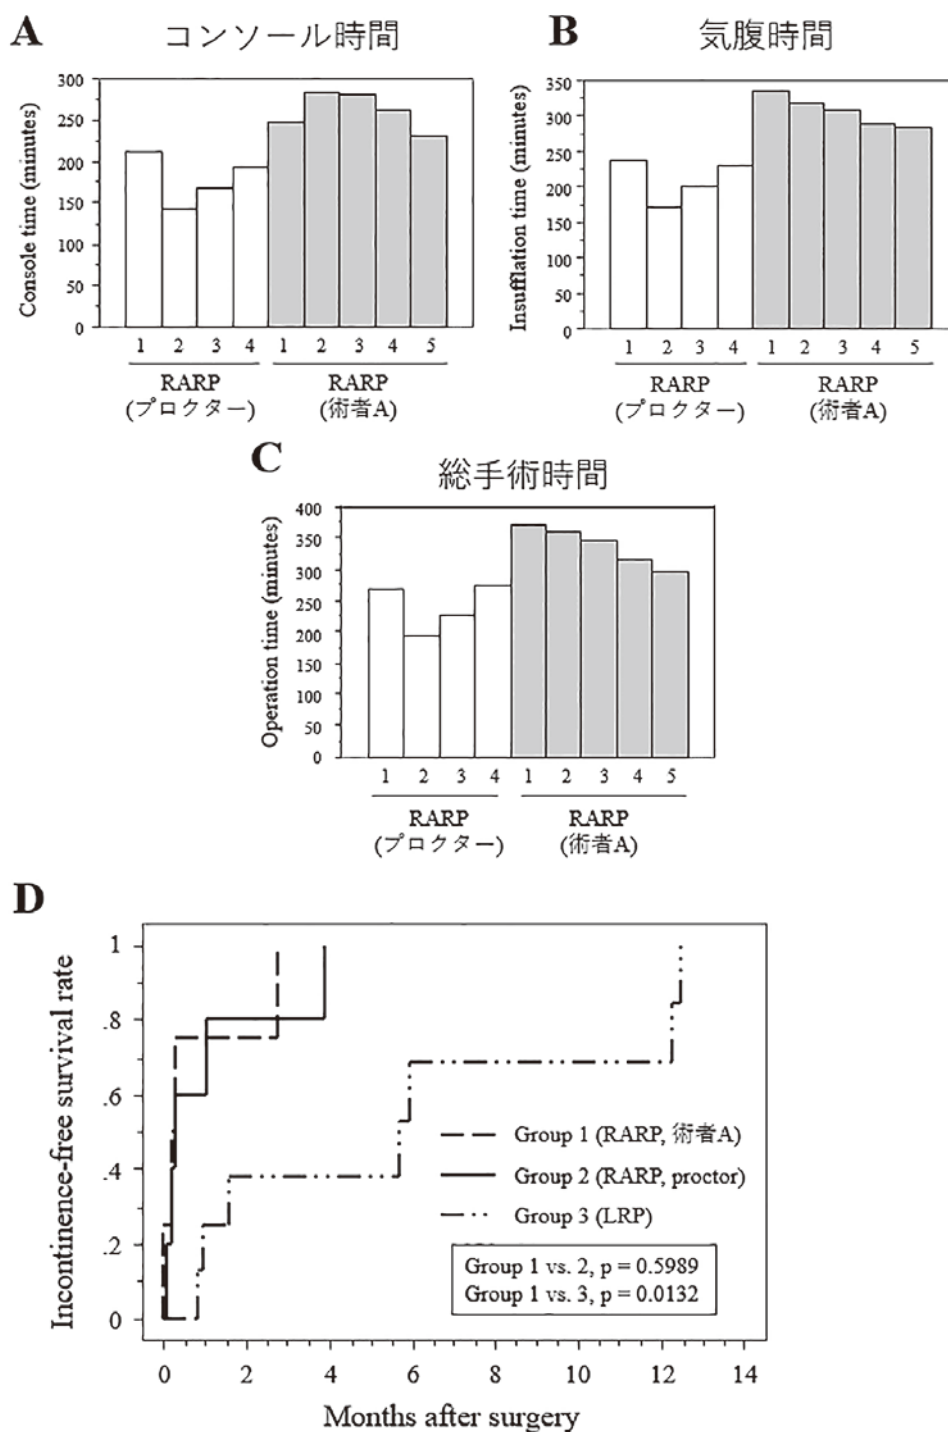 A
コンソール時間
Console time (minutes)
300
250
200
150
100
50
0
1 2 3 4 1 2 3 4 5
RARP RARP
(プロクター) (術者A)
B
気腹時間
Insufflation time (minutes)
350
300
250
200
150
100
50
0
1 2 3 4 1 2 3 4 5
RARP RARP
(プロクター) (術者A)
C
総手術時間
Operation time (minutes)
400
350
300
250
200
150
100
50
0
1 2 3 4 1 2 3 4 5
RARP RARP
(プロクター) (術者A)
D
Incontinence-free survival rate
1
.8
.6
.4
.2
0
Group 1 (RARP, 術者A)
Group 2 (RARP, proctor)
Group 3 (LRP)
Group 1 vs. 2, p = 0.5989
Group 1 vs. 3, p = 0.0132
0 2 4 6 8 10 12 14
Months after surgery